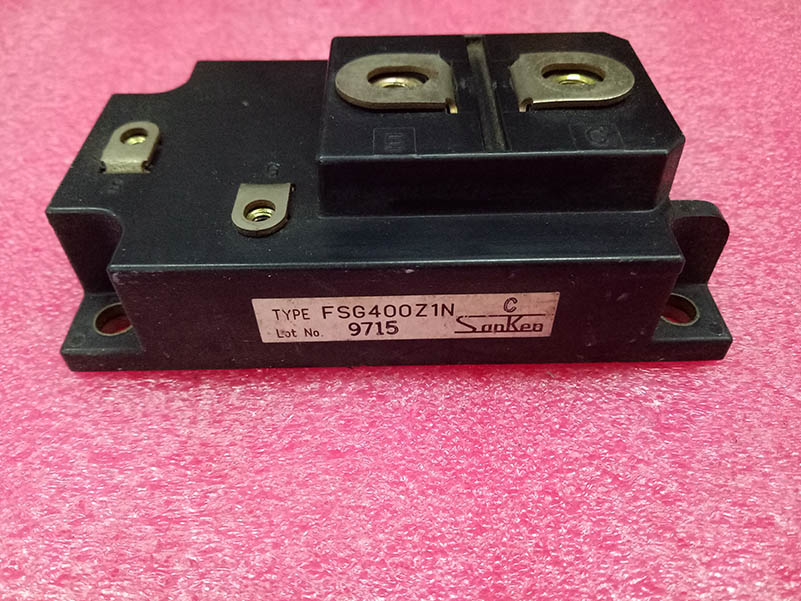 E C
TYPE FSG400Z1N C
Lot No. 9715 SanKen